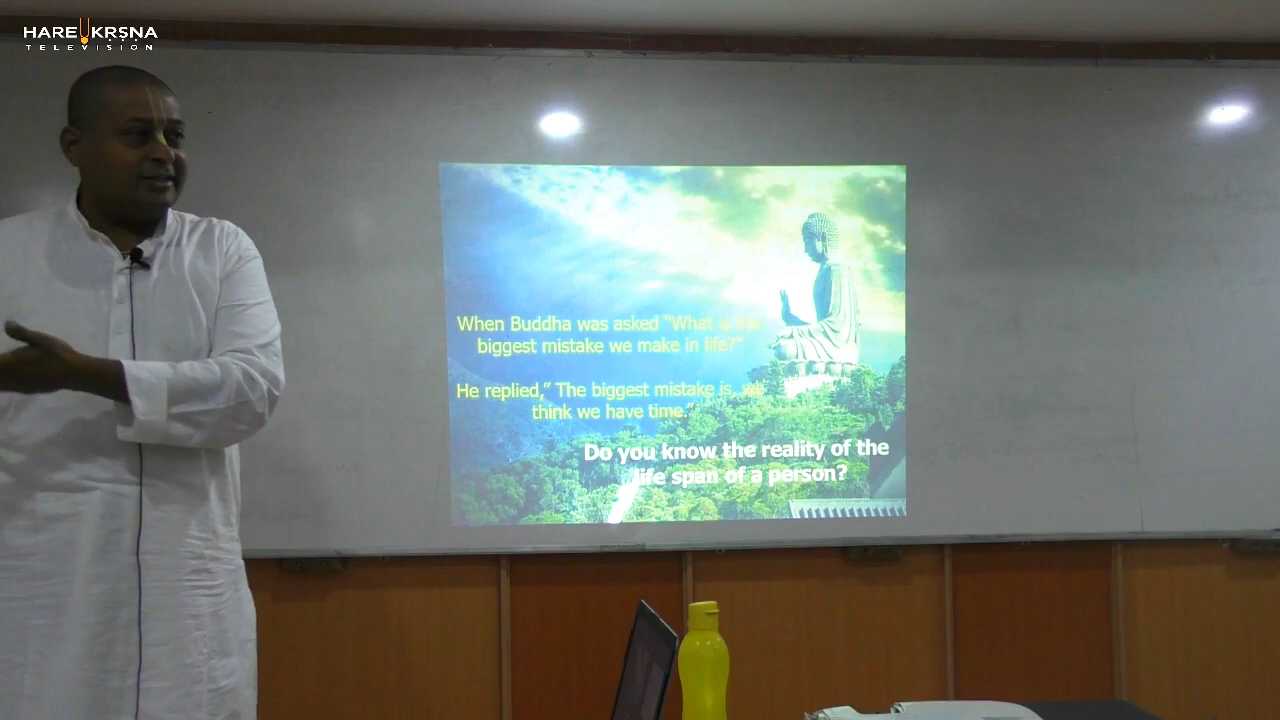 HARE KRSNA
TELEVISION
When Buddha was asked "What is the
biggest mistake we make in life?"
He replied," The biggest mistake is, we
think we have time."
Do you know the reality of the
life span of a person?